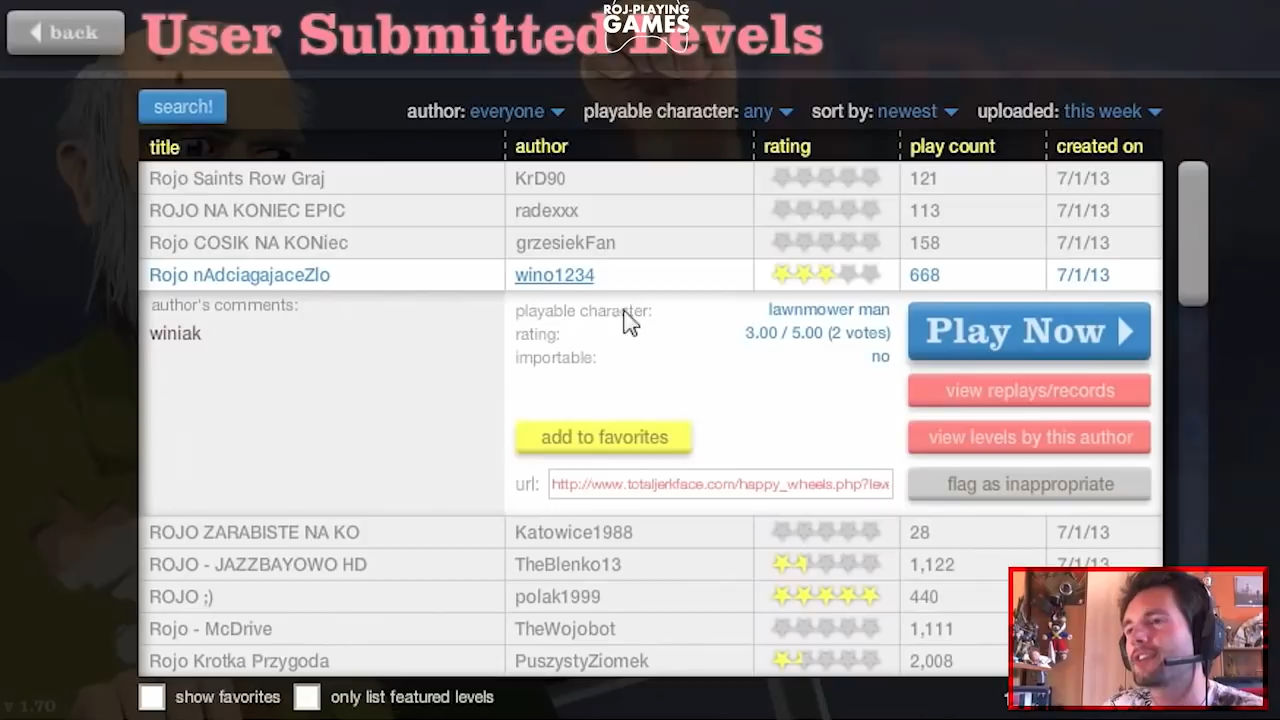 ROJ-PLAYING
GAMES
back
User Submitted Levels
search!
author: everyone
playable character: any
sort by: newest
uploaded: this week
title author rating play count created on
Rojo Saints Row Graj KrD90 121 7/1/13
ROJO NA KONIEC EPIC radexxx 113 7/1/13
Rojo COSIK NA KONiec grzesiekFan 158 7/1/13
Rojo nAdciagajaceZlo wino1234 668 7/1/13
author's comments:
winiak
playable character: lawnmower man
rating: 3.00 / 5.00 (2 votes)
importable: no
add to favorites
url: http://www.totaljerkface.com/happy_wheels.php?lev
Play Now
view replays/records
view levels by this author
flag as inappropriate
ROJO ZARABISTE NA KO Katowice1988 28 7/1/13
ROJO - JAZZBAYOWO HD TheBlenko13 1,122 7/1/13
ROJO ;) polak1999 440
Rojo - McDrive TheWojobot 1,111
Rojo Krotka Przygoda PuszystyZiomek 2,008
show favorites
only list featured levels
v 1.70